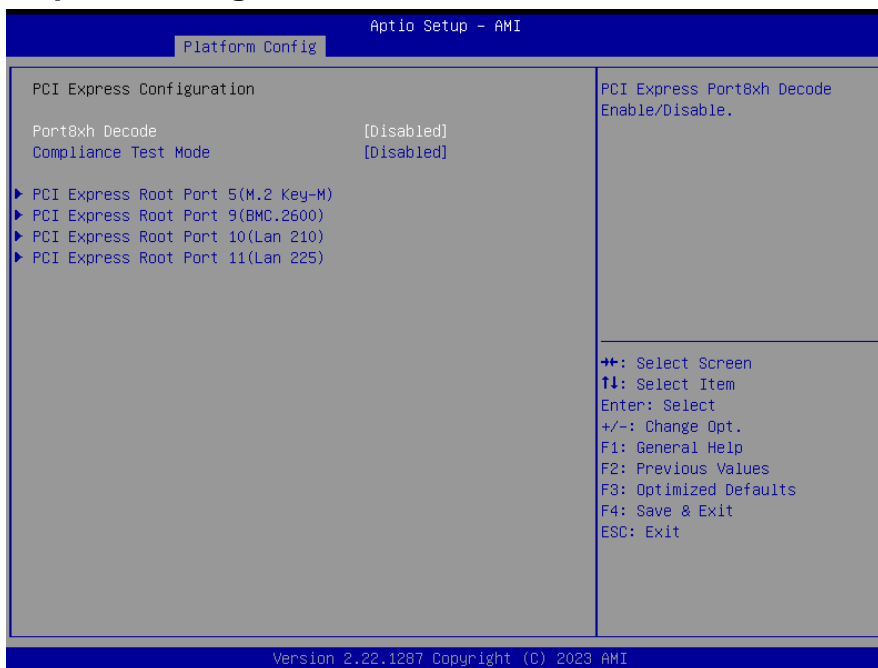 Aptio Setup - AMI
Platform Config
PCI Express Configuration
Port8xh Decode [Disabled]
Compliance Test Mode [Disabled]
PCI Express Root Port 5(M.2 Key-M)
PCI Express Root Port 9(BMC.2600)
PCI Express Root Port 10(Lan 210)
PCI Express Root Port 11(Lan 225)
PCI Express Port8xh Decode
Enable/Disable.
→←: Select Screen
↑↓: Select Item
Enter: Select
+/-: Change Opt.
F1: General Help
F2: Previous Values
F3: Optimized Defaults
F4: Save & Exit
ESC: Exit
Version 2.22.1287 Copyright (C) 2023 AMI